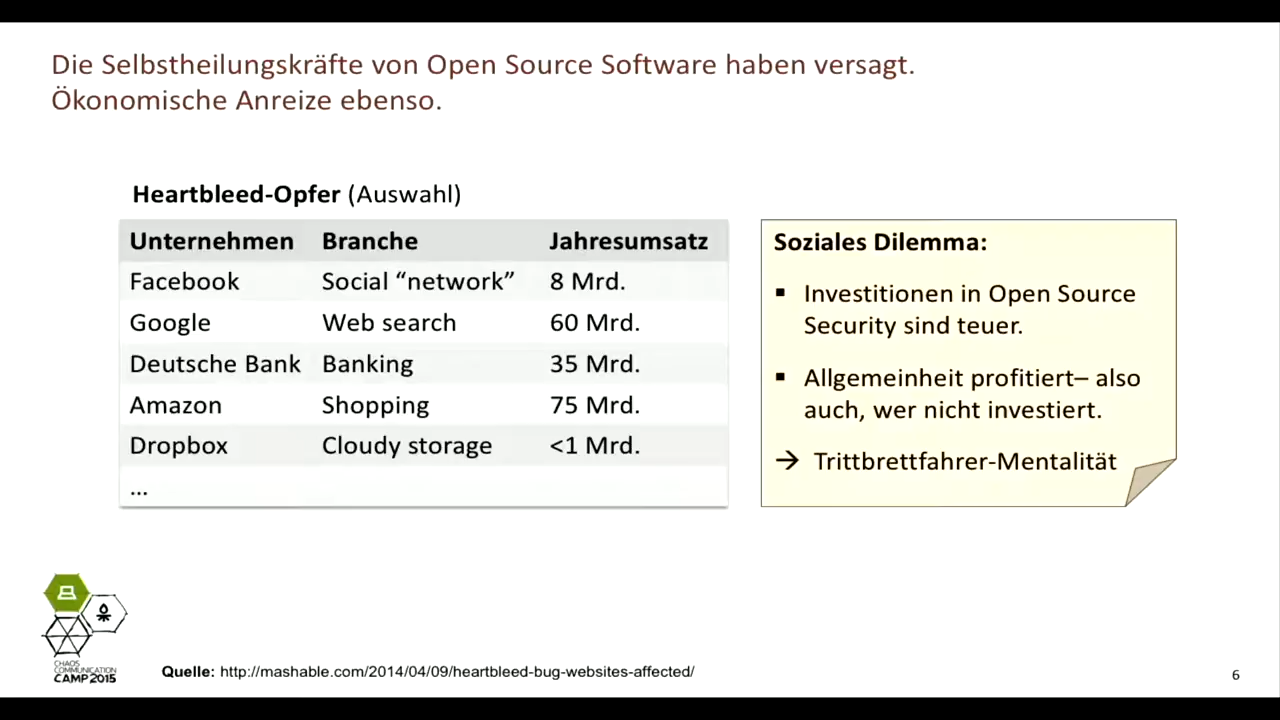 Die Selbstheilungskräfte von Open Source Software haben versagt.
Ökonomische Anreize ebenso.
Heartbleed-Opfer (Auswahl)
Unternehmen Branche Jahresumsatz
Facebook Social “network” 8 Mrd.
Google Web search 60 Mrd.
Deutsche Bank Banking 35 Mrd.
Amazon Shopping 75 Mrd.
Dropbox Cloudy storage <1 Mrd.
...
Soziales Dilemma:
▪ Investitionen in Open Source
Security sind teuer.
▪ Allgemeinheit profitiert– also
auch, wer nicht investiert.
→ Trittbrettfahrer-Mentalität
CHAOS
COMMUNICATION
CAMP 2015
Quelle: http://mashable.com/2014/04/09/heartbleed-bug-websites-affected/
6